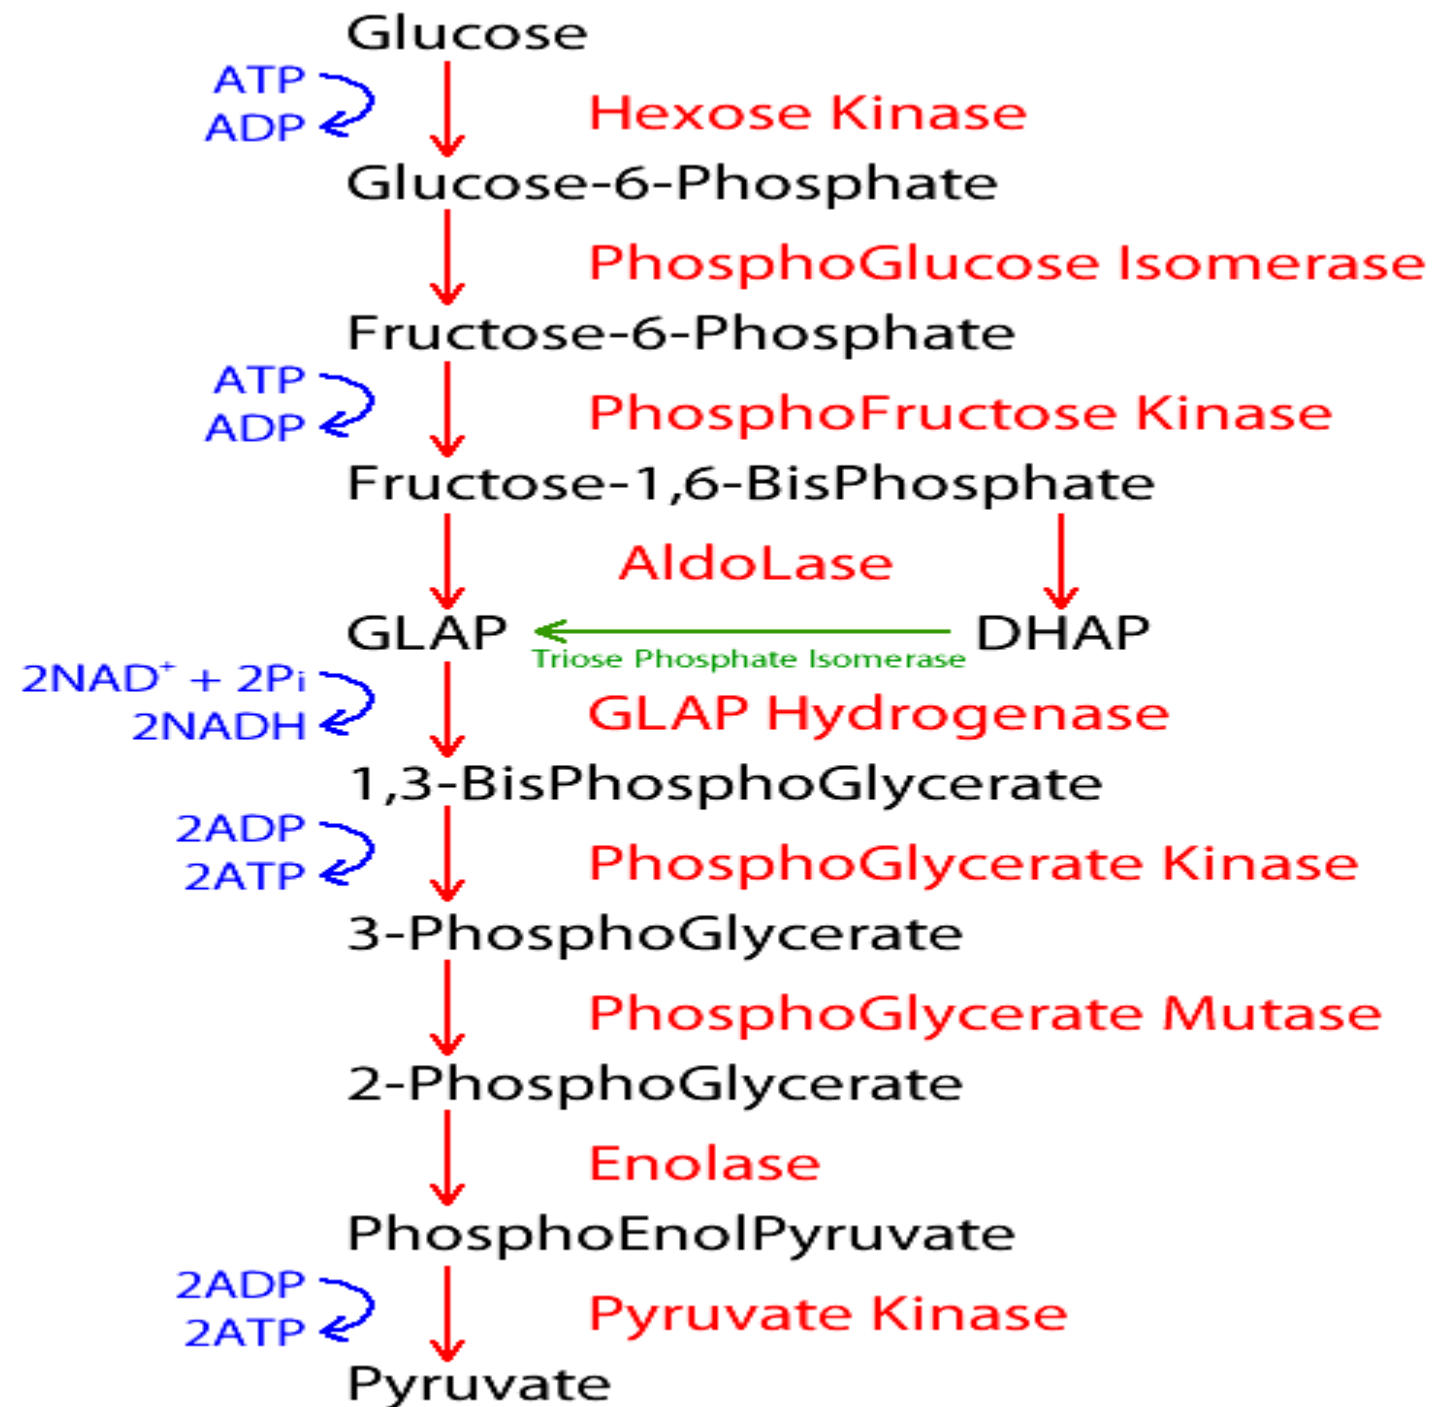 Glucose
ATP
ADP
Hexose Kinase
Glucose-6-Phosphate
PhosphoGlucose Isomerase
Fructose-6-Phosphate
ATP
ADP
PhosphoFructose Kinase
Fructose-1,6-BisPhosphate
AldoLase
GLAP
DHAP
Triose Phosphate Isomerase
2NAD⁺ + 2Pi
2NADH
GLAP Hydrogenase
1,3-BisPhosphoGlycerate
2ADP
2ATP
PhosphoGlycerate Kinase
3-PhosphoGlycerate
PhosphoGlycerate Mutase
2-PhosphoGlycerate
Enolase
PhosphoEnolPyruvate
2ADP
2ATP
Pyruvate Kinase
Pyruvate